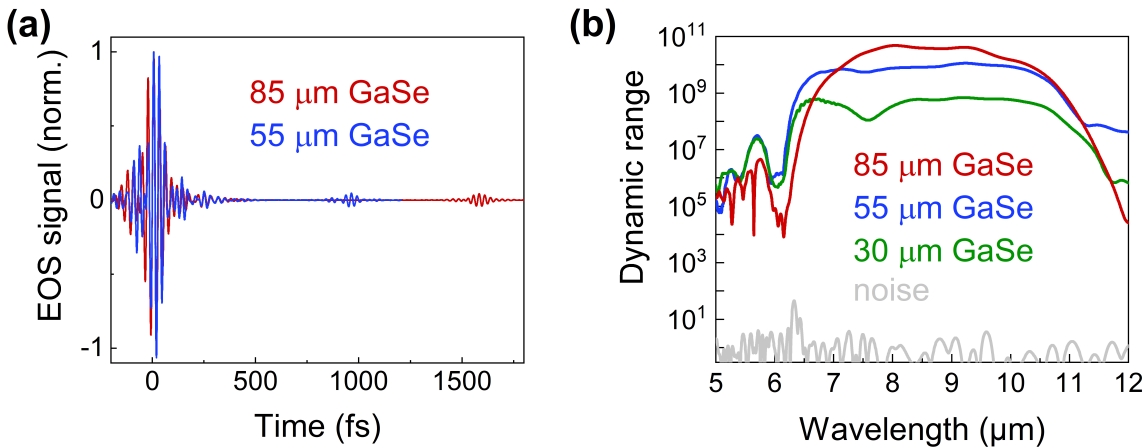 (a)
EOS signal (norm.)
1
0
-1
85 μm GaSe
55 μm GaSe
0 500 1000 1500
Time (fs)
(b)
Dynamic range
10¹¹
10⁹
10⁷
10⁵
10³
10¹
85 μm GaSe
55 μm GaSe
30 μm GaSe
noise
5 6 7 8 9 10 11 12
Wavelength (μm)